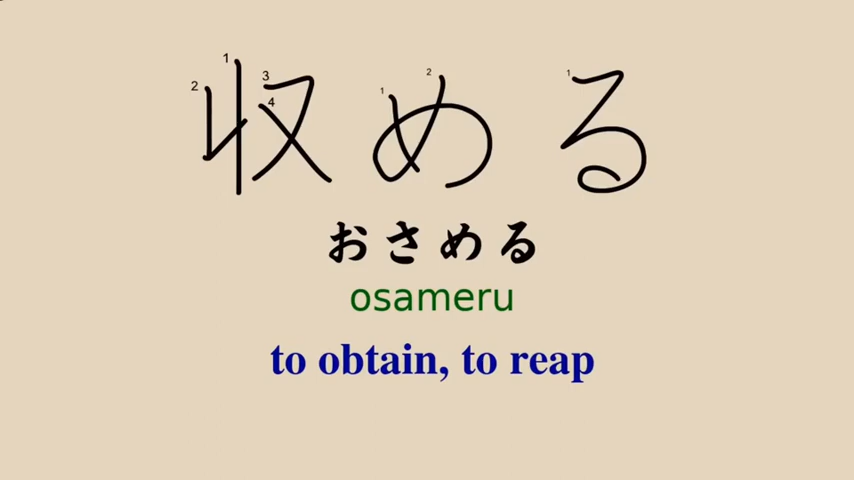 収める
おさめる
osameru
to obtain, to reap